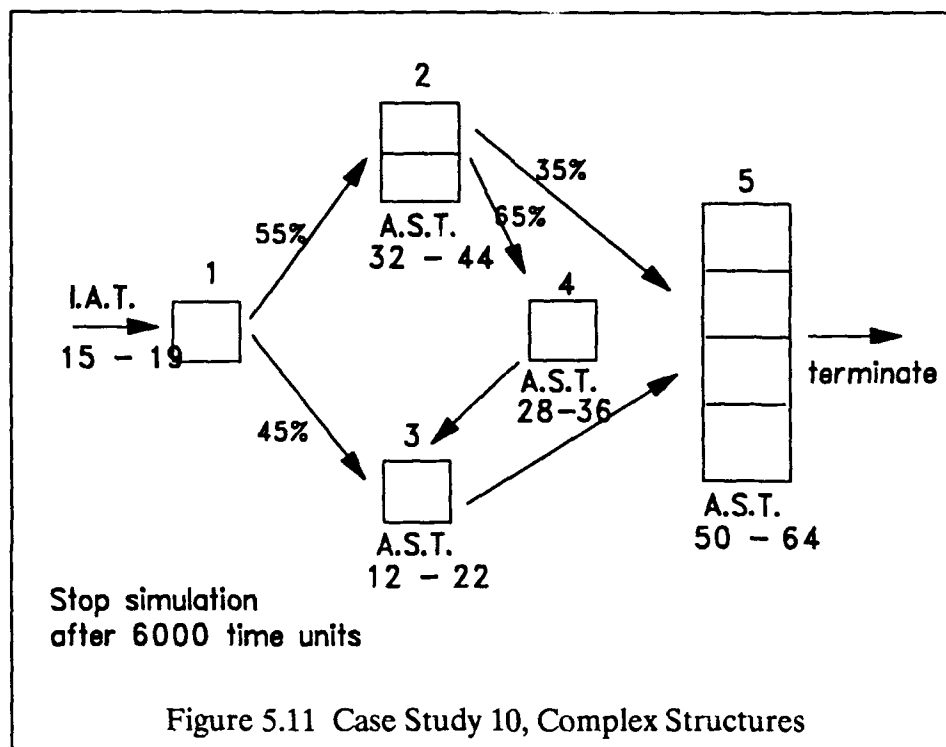 2
35%
5
65%
A.S.T.
32 - 44
55%
1
4
I.A.T.
15 - 19
terminate
A.S.T.
28-36
45%
3
A.S.T.
50 - 64
A.S.T.
12 - 22
Stop simulation
after 6000 time units
Figure 5.11 Case Study 10, Complex Structures